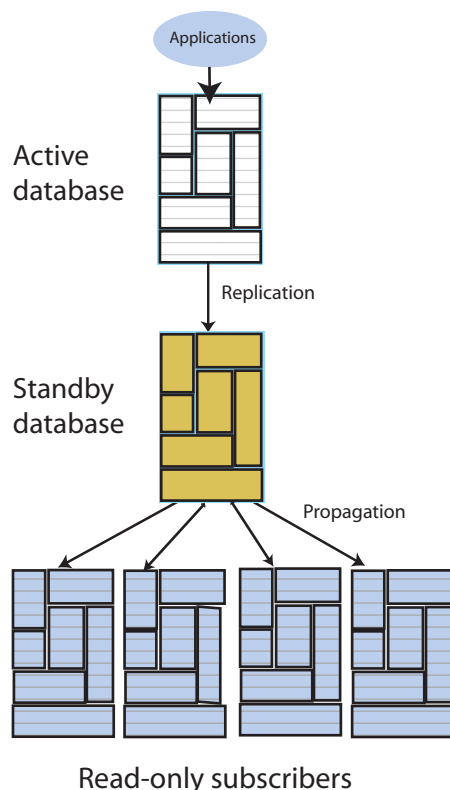 Applications
Active
database
Replication
Standby
database
Propagation
Read-only subscribers